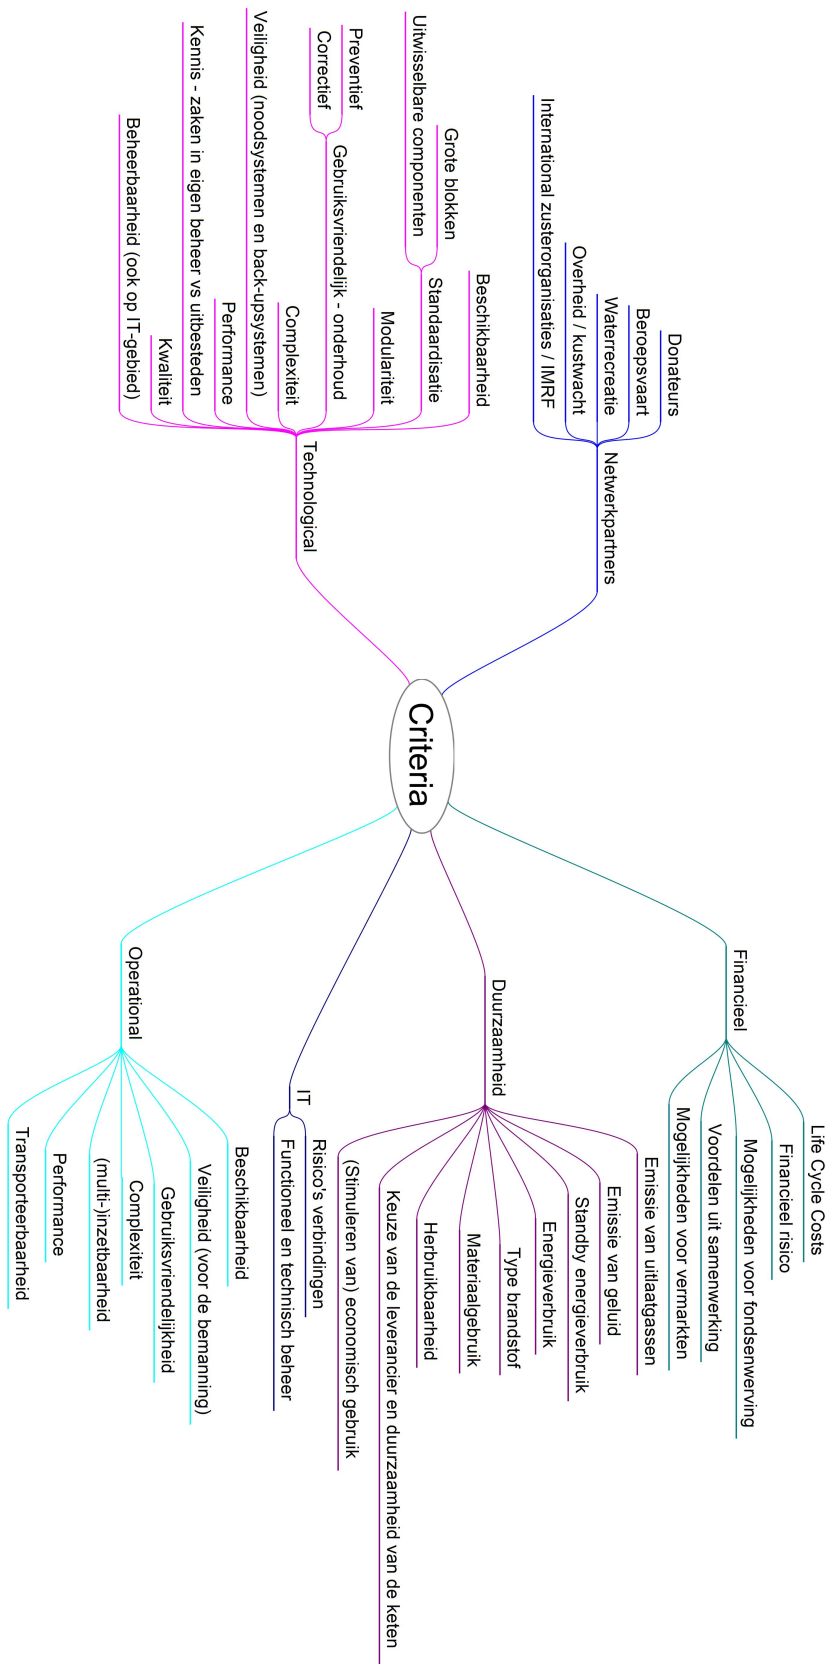 Criteria
Netwerkpartners
Donateurs
Beroepsvaart
Waterrecreatie
Overheid / kustwacht
International zusterorganisaties / IMRF
Technological
Beschikbaarheid
Standaardisatie
Grote blokken
Uitwisselbare componenten
Modulariteit
Gebruiksvriendelijk - onderhoud
Preventief
Correctief
Complexiteit
Veiligheid (noodsystemen en back-upsystemen)
Performance
Kennis - zaken in eigen beheer vs uitbesteden
Kwaliteit
Beheerbaarheid (ook op IT-gebied)
Financieel
Life Cycle Costs
Financieel risico
Mogelijkheden voor fondsenwerving
Voordelen uit samenwerking
Mogelijkheden voor vermarkten
Duurzaamheid
Emissie van uitlaatgassen
Emissie van geluid
Standby energieverbruik
Energieverbruik
Type brandstof
Materiaalgebruik
Herbruikbaarheid
Keuze van de leverancier en duurzaamheid van de keten
(Stimuleren van) economisch gebruik
IT
Risico's verbindingen
Functioneel en technisch beheer
Operational
Beschikbaarheid
Veiligheid (voor de bemanning)
Gebruiksvriendelijkheid
Complexiteit
(multi-)inzetbaarheid
Performance
Transporteerbaarheid